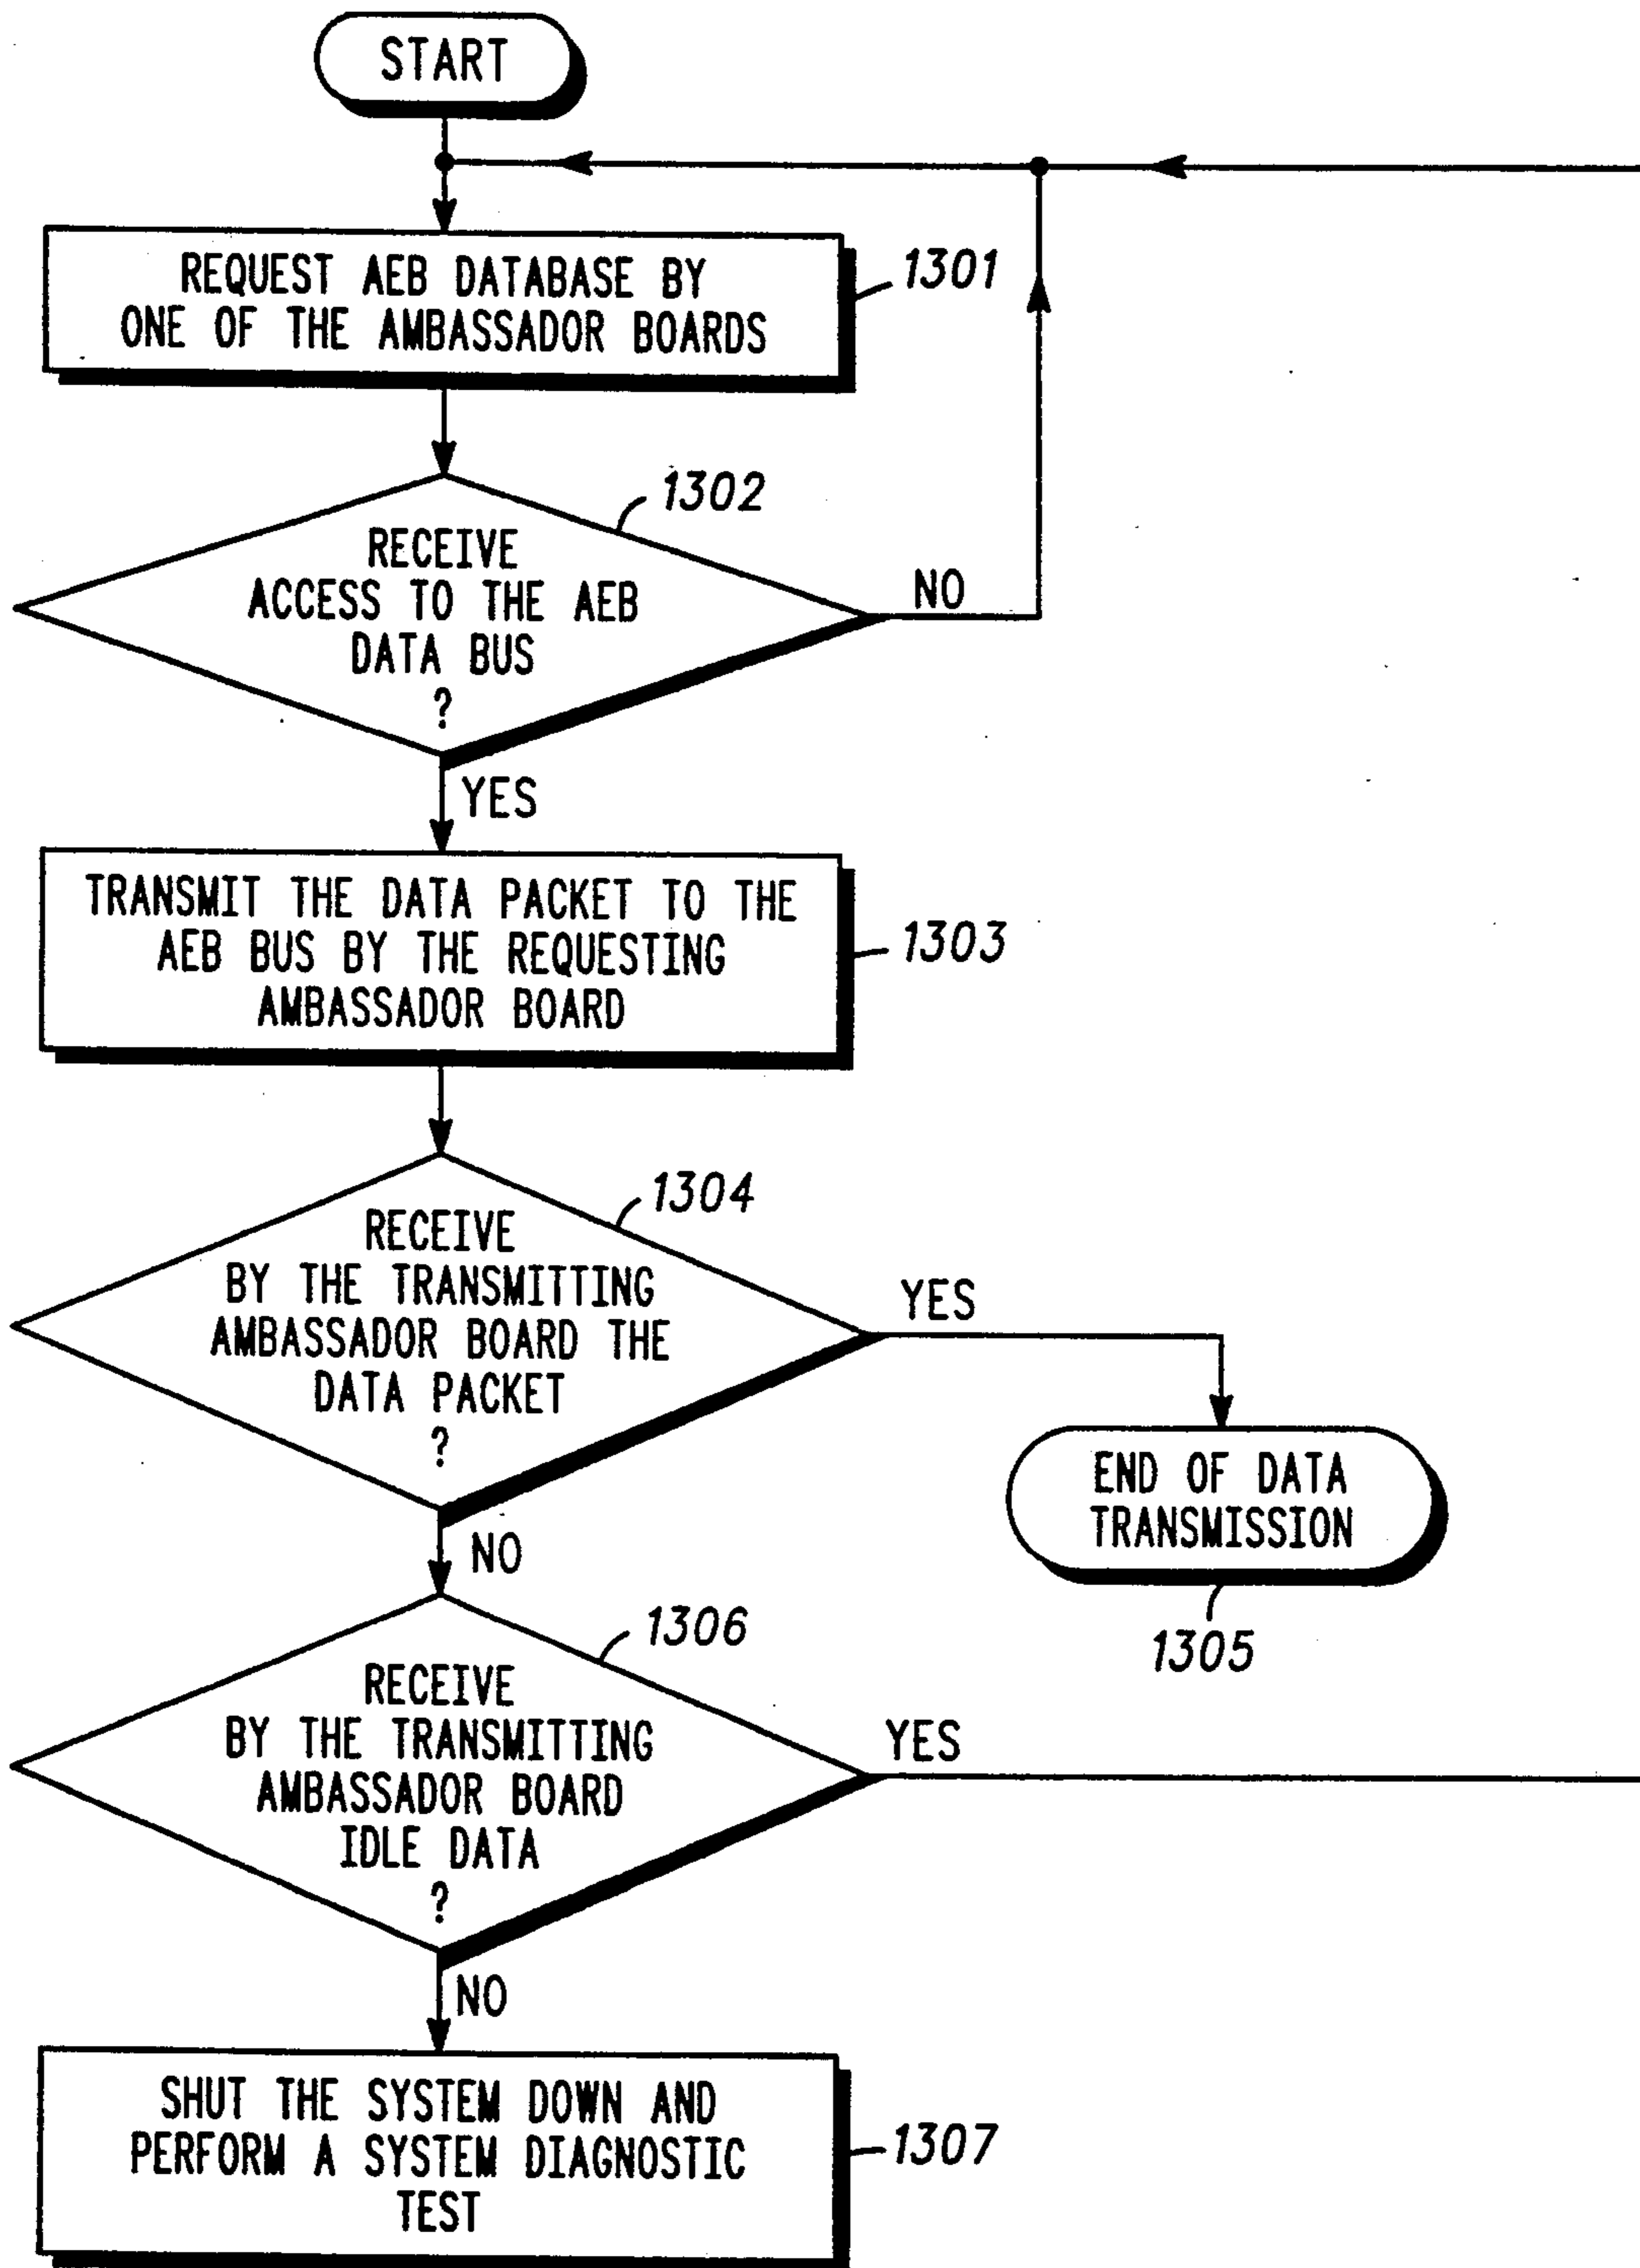 START
REQUEST AEB DATABASE BY
ONE OF THE AMBASSADOR BOARDS
1301
1302
RECEIVE
ACCESS TO THE AEB
DATA BUS
?
NO
YES
TRANSMIT THE DATA PACKET TO THE
AEB BUS BY THE REQUESTING
AMBASSADOR BOARD
1303
1304
RECEIVE
BY THE TRANSMITTING
AMBASSADOR BOARD THE
DATA PACKET
?
YES
NO
END OF DATA
TRANSMISSION
1305
1306
RECEIVE
BY THE TRANSMITTING
AMBASSADOR BOARD
IDLE DATA
?
YES
NO
SHUT THE SYSTEM DOWN AND
PERFORM A SYSTEM DIAGNOSTIC
TEST
1307